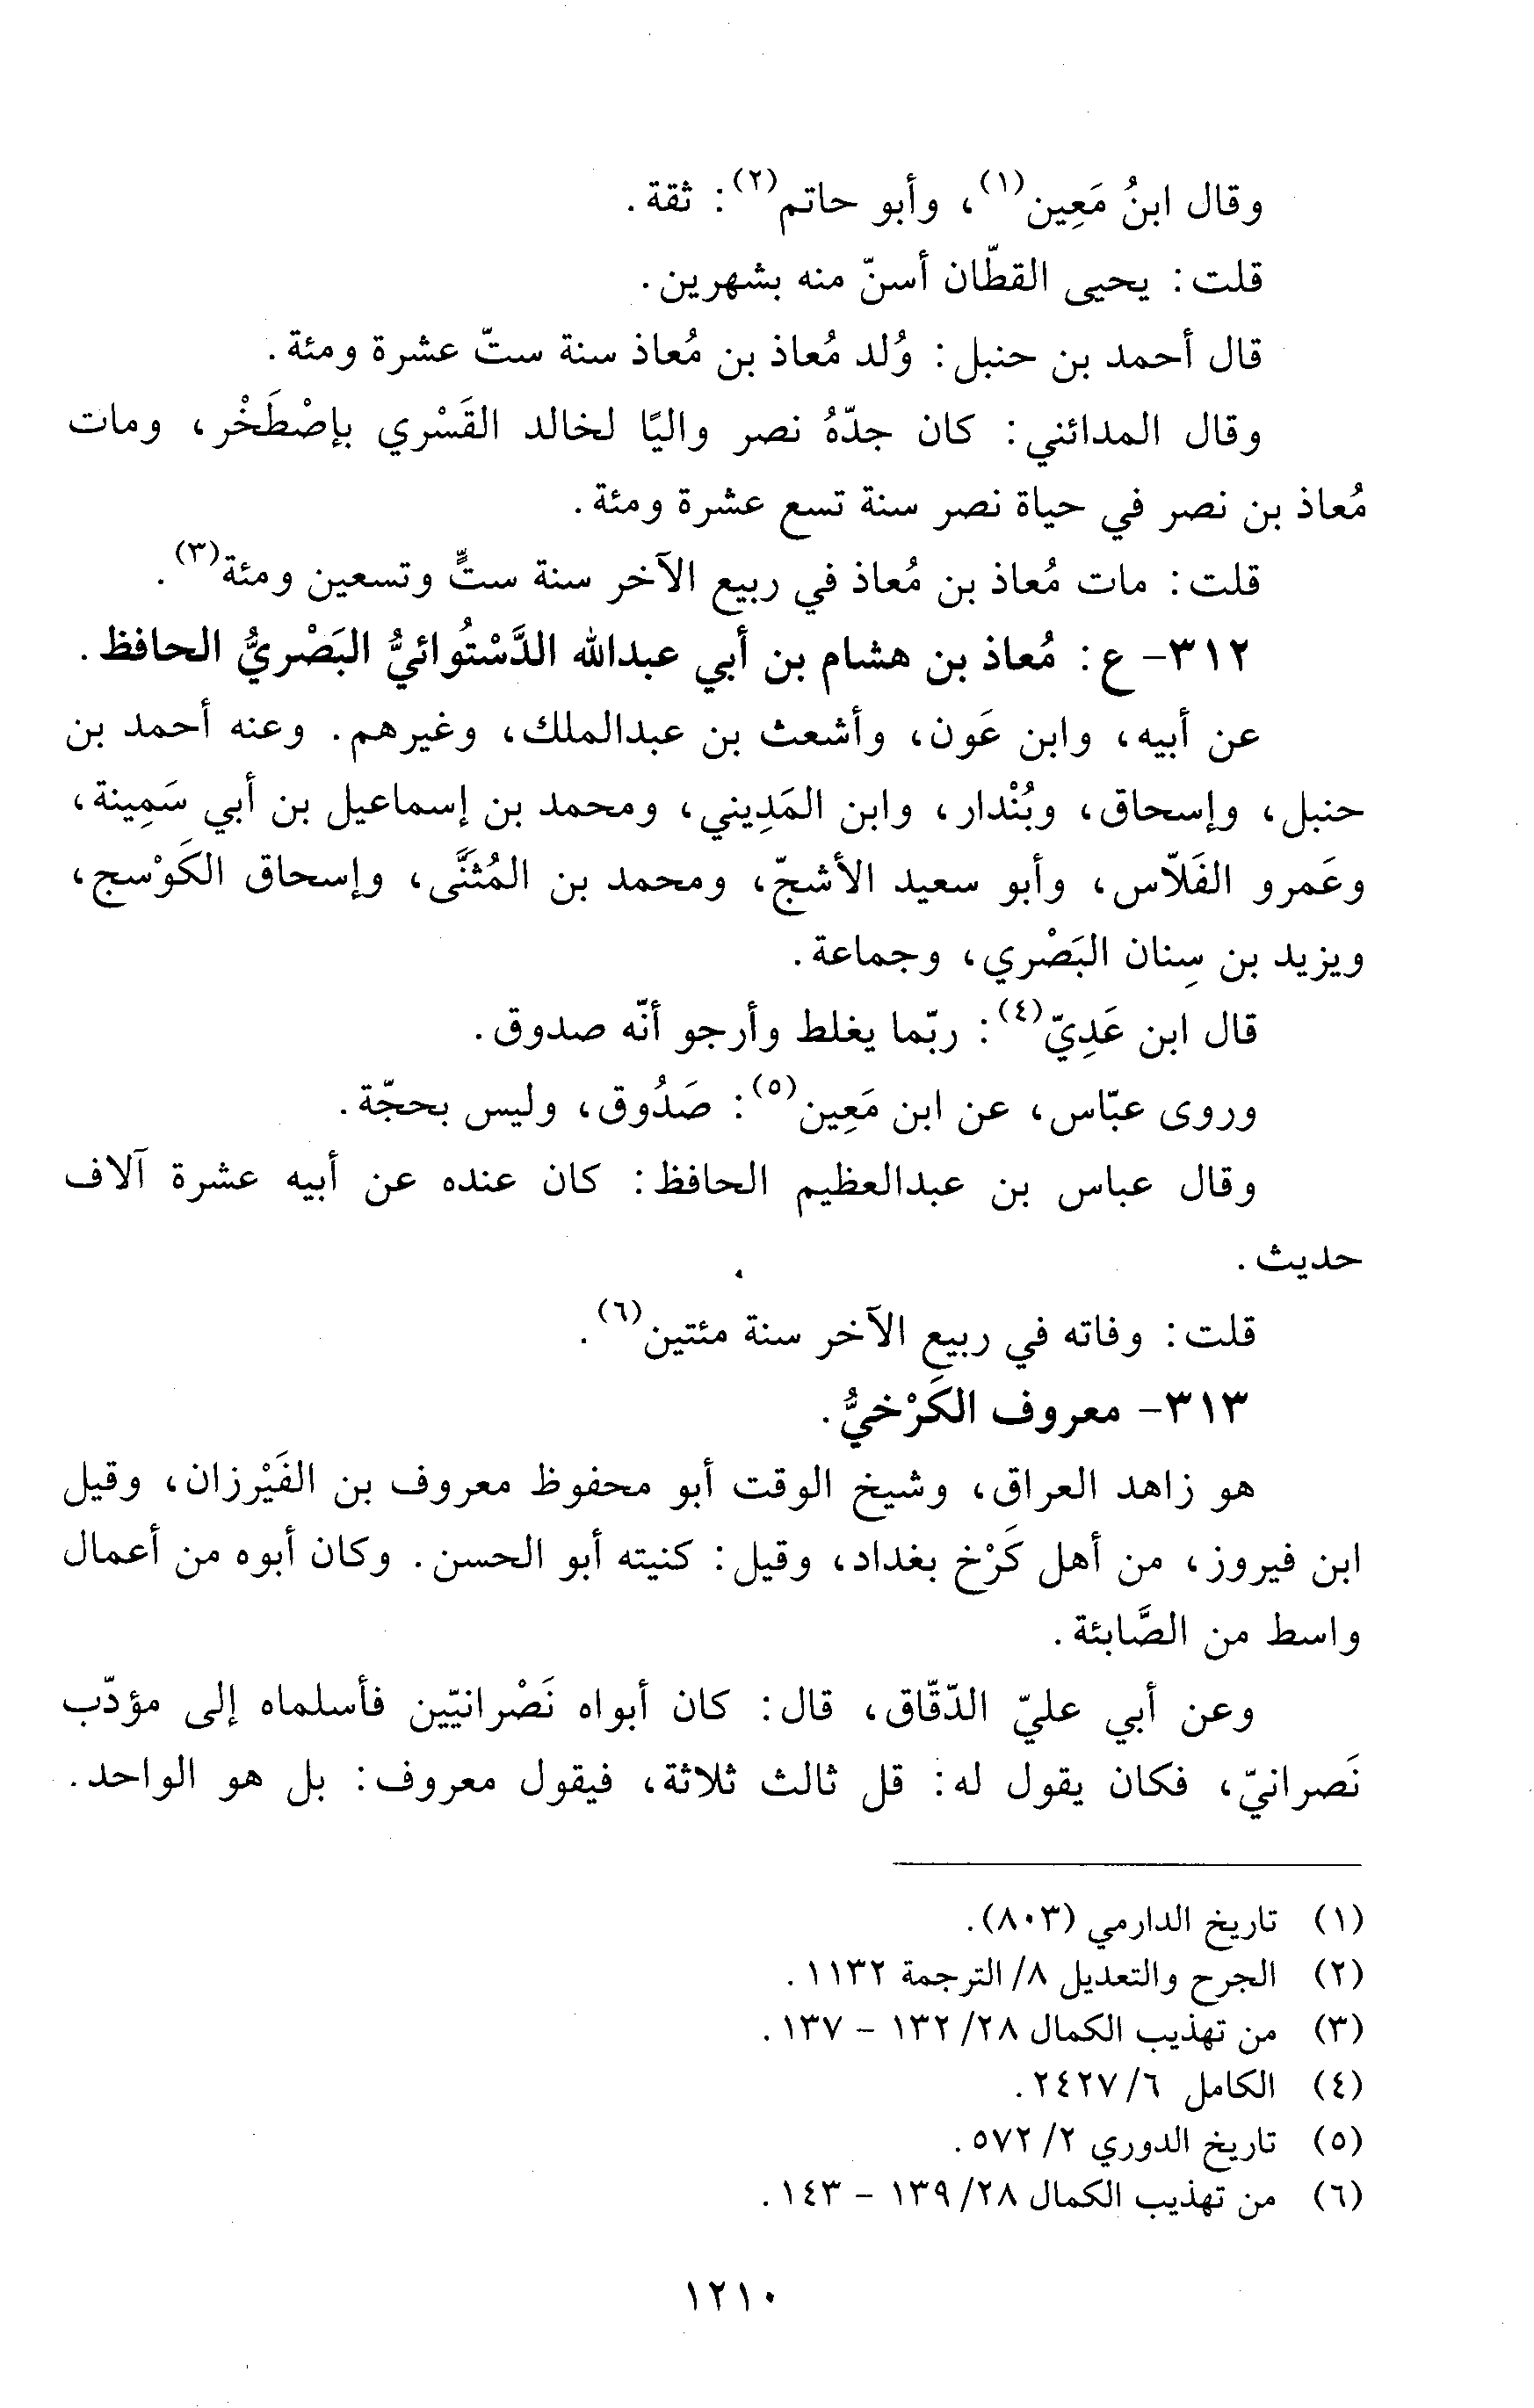 وقال ابنُ مَعِين(١)، وأبو حاتم(٢): ثقة.
قلت: يحيى القطّان أسنّ منه بشهرين.
قال أحمد بن حنبل: وُلد مُعاذ بن مُعاذ سنة ستّ عشرة ومئة.
وقال المدائني: كان جدّهُ نصر واليًا لخالد القَسْري بإصْطَخْر، ومات
مُعاذ بن نصر في حياة نصر سنة تسع عشرة ومئة.
قلت: مات مُعاذ بن مُعاذ في ربيع الآخر سنة ستٍّ وتسعين ومئة(٣).
٣١٢- ع: مُعاذ بن هشام بن أبي عبدالله الدَّسْتُوائيُّ البَصْريُّ الحافظ.
عن أبيه، وابن عَون، وأشعث بن عبدالملك، وغيرهم. وعنه أحمد بن
حنبل، وإسحاق، وبُنْدار، وابن المَدِيني، ومحمد بن إسماعيل بن أبي سَمِينة،
وعَمرو الفَلّاس، وأبو سعيد الأشجّ، ومحمد بن المُثنَّى، وإسحاق الكَوْسج،
ويزيد بن سِنان البَصْري، وجماعة.
قال ابن عَدِيّ(٤): ربّما يغلط وأرجو أنّه صدوق.
وروى عبّاس، عن ابن مَعِين(٥): صَدُوق، وليس بحجّة.
وقال عباس بن عبدالعظيم الحافظ: كان عنده عن أبيه عشرة آلاف
حديث.
قلت: وفاته في ربيع الآخر سنة مئتين(٦).
٣١٣- معروف الكَرْخيُّ.
هو زاهد العراق، وشيخ الوقت أبو محفوظ معروف بن الفَيْرزان، وقيل
ابن فيروز، من أهل كَرْخ بغداد، وقيل: كنيته أبو الحسن. وكان أبوه من أعمال
واسط من الصَّابئة.
وعن أبي عليّ الدّقّاق، قال: كان أبواه نَصْرانيّين فأسلماه إلى مؤدّب
نَصرانيّ، فكان يقول له: قل ثالث ثلاثة، فيقول معروف: بل هو الواحد.
(١) تاريخ الدارمي (٨٠٣).
(٢) الجرح والتعديل ٨/ الترجمة ١١٣٢.
(٣) من تهذيب الكمال ٢٨/ ١٣٢ - ١٣٧.
(٤) الكامل ٦/ ٢٤٢٧.
(٥) تاريخ الدوري ٢/ ٥٧٢.
(٦) من تهذيب الكمال ٢٨/ ١٣٩ - ١٤٣.
١٢١٠